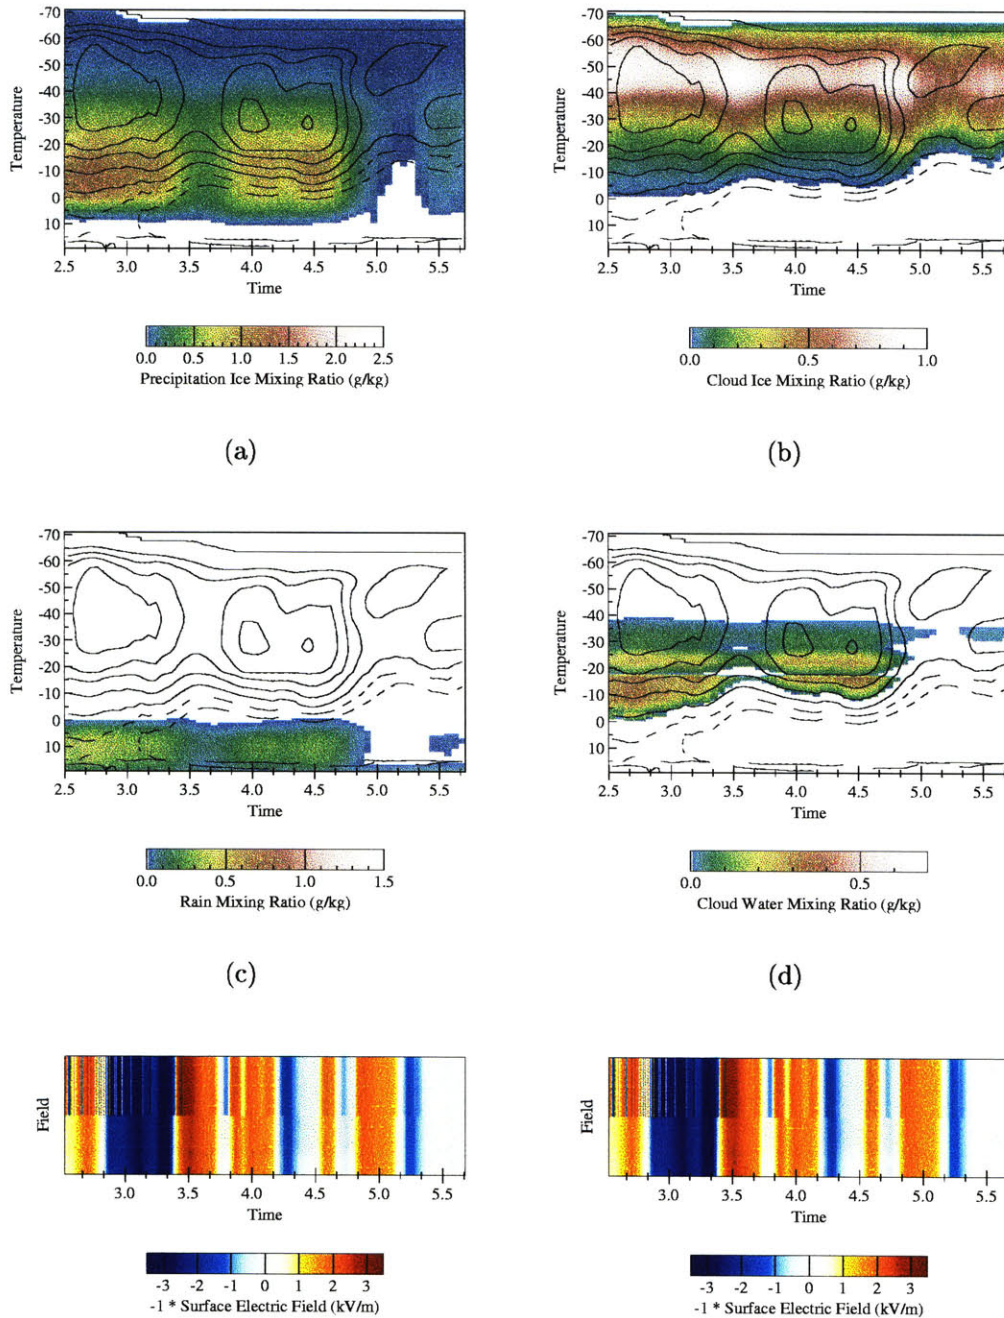 -70
-60
-50
-40
-30
-20
-10
0
10
Temperature
2.5 3.0 3.5 4.0 4.5 5.0 5.5
Time
0.0 0.5 1.0 1.5 2.0 2.5
Precipitation Ice Mixing Ratio (g/kg)
(a)
-70
-60
-50
-40
-30
-20
-10
0
10
Temperature
2.5 3.0 3.5 4.0 4.5 5.0 5.5
Time
0.0 0.5 1.0
Cloud Ice Mixing Ratio (g/kg)
(b)
-70
-60
-50
-40
-30
-20
-10
0
10
Temperature
2.5 3.0 3.5 4.0 4.5 5.0 5.5
Time
0.0 0.5 1.0 1.5
Rain Mixing Ratio (g/kg)
(c)
-70
-60
-50
-40
-30
-20
-10
0
10
Temperature
2.5 3.0 3.5 4.0 4.5 5.0 5.5
Time
0.0 0.5
Cloud Water Mixing Ratio (g/kg)
(d)
Field
3.0 3.5 4.0 4.5 5.0 5.5
Time
-3 -2 -1 0 1 2 3
-1 * Surface Electric Field (kV/m)
Field
3.0 3.5 4.0 4.5 5.0 5.5
Time
-3 -2 -1 0 1 2 3
-1 * Surface Electric Field (kV/m)